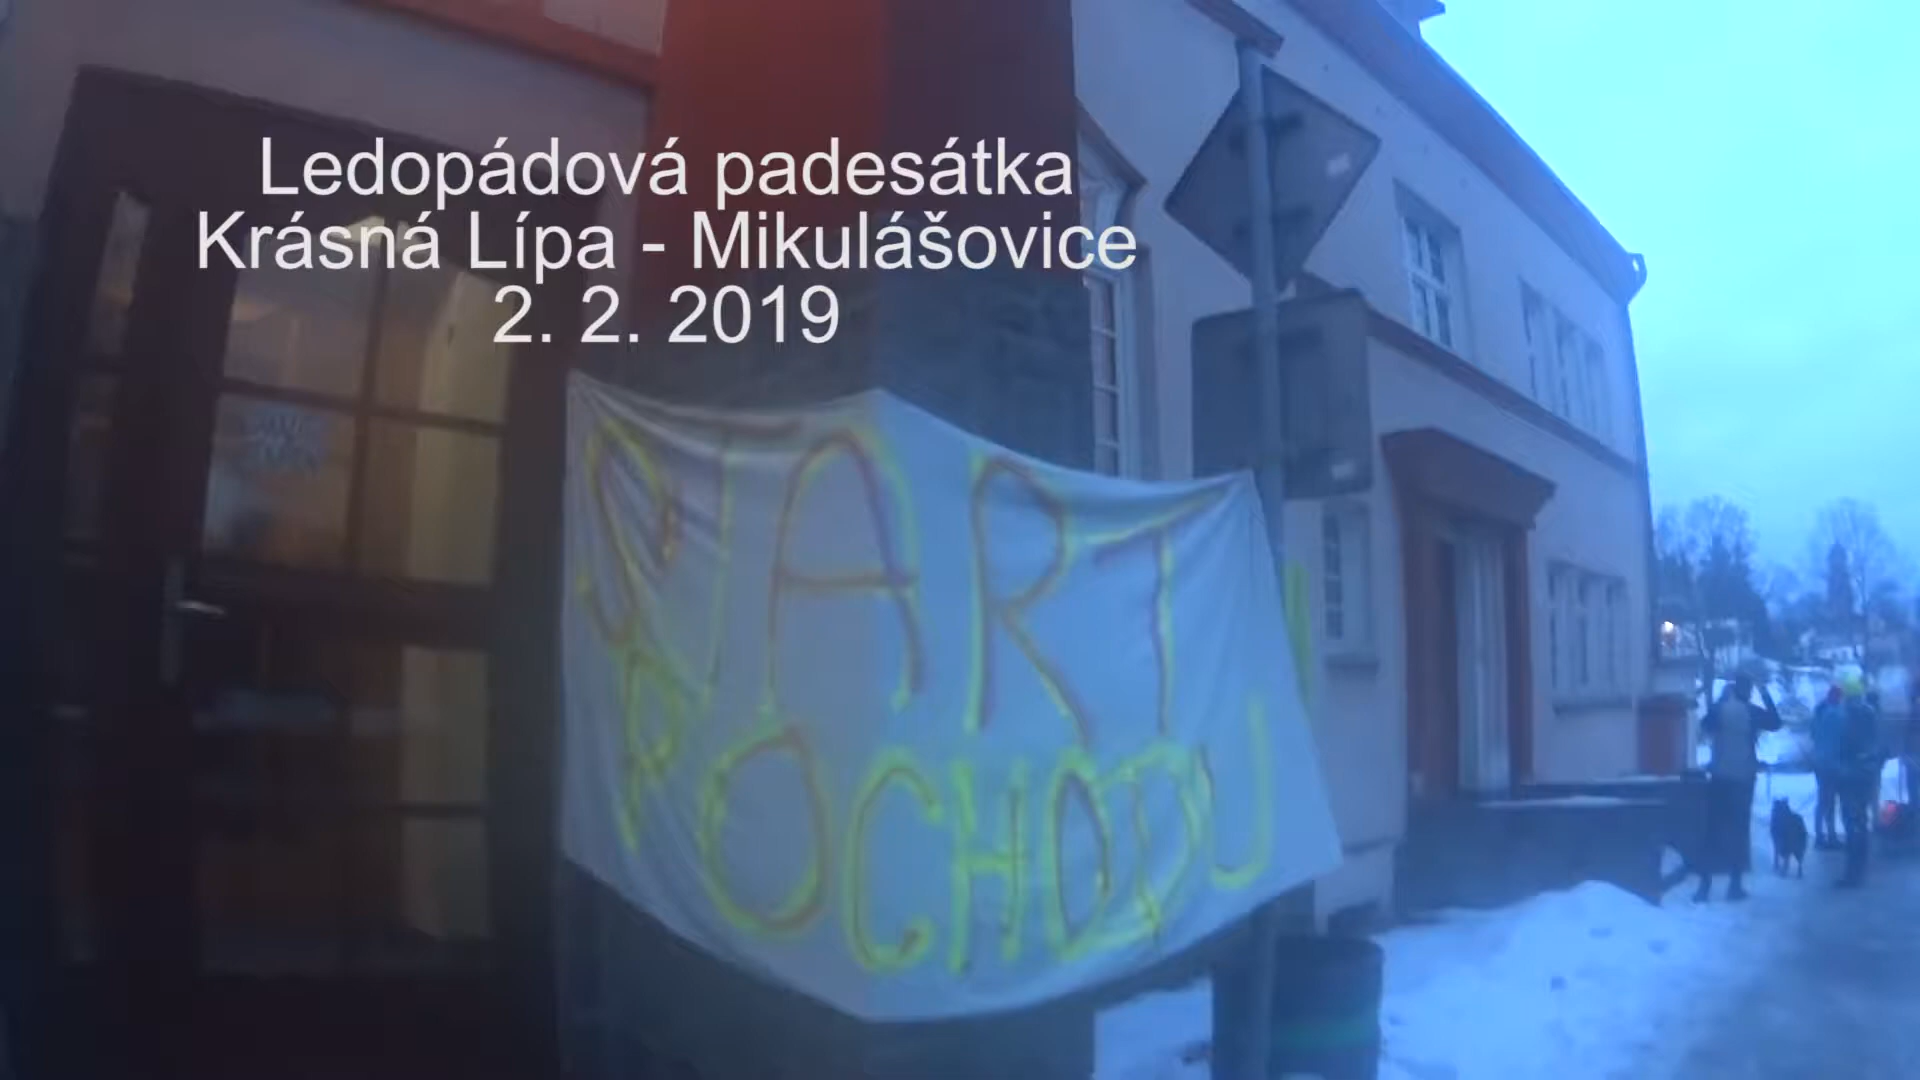 Ledopádová padesátka
Krásná Lípa - Mikulášovice
2. 2. 2019
START
POCHODU